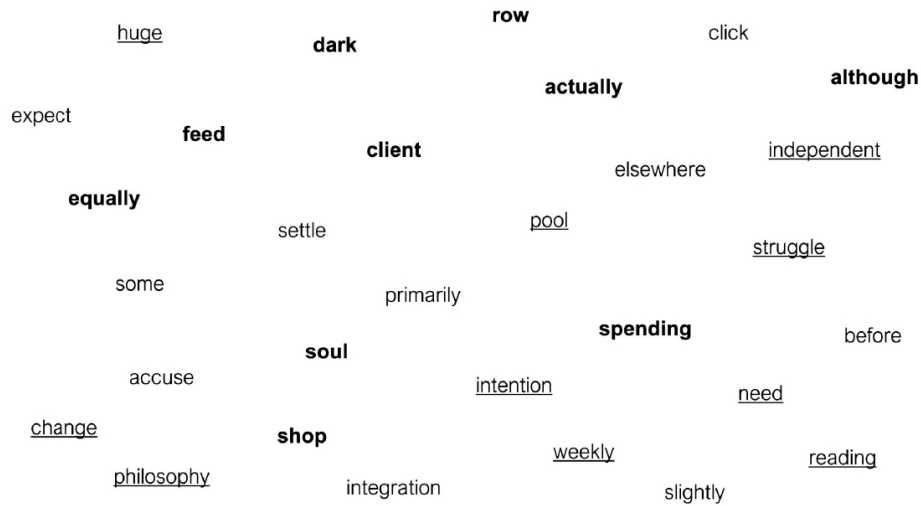 row
huge
click
dark
although
actually
expect
feed
client
independent
elsewhere
equally
pool
settle
struggle
some
primarily
spending
before
soul
accuse
intention
need
change
shop
weekly
reading
philosophy
integration
slightly